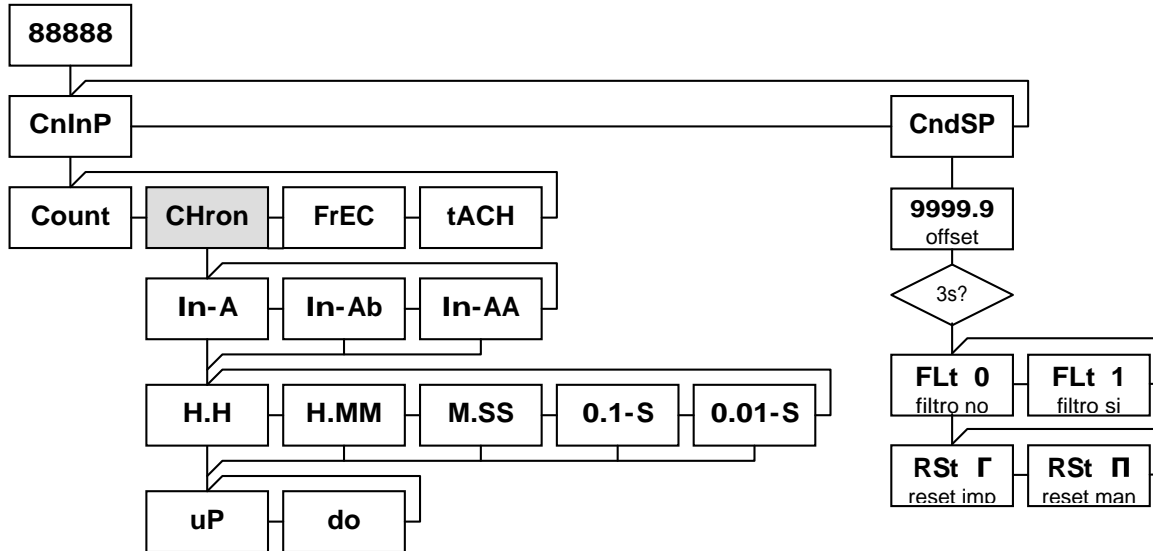 88888
CnInP
CndSP
Count
CHron
FrEC
tACH
9999.9
offset
In-A
In-Ab
In-AA
3s?
H.H
H.MM
M.SS
0.1-S
0.01-S
FLt 0
filtro no
FLt 1
filtro si
RSt Γ
reset imp
RSt Π
reset man
uP
do